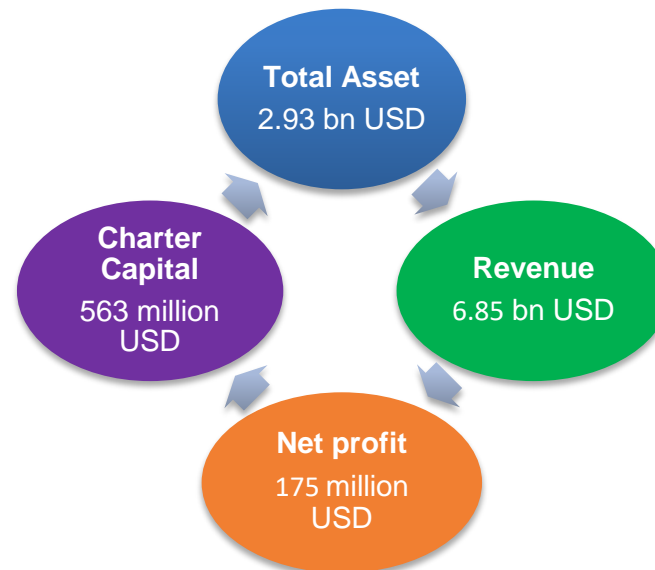 Total Asset
2.93 bn USD
Charter
Capital
563 million
USD
Revenue
6.85 bn USD
Net profit
175 million
USD